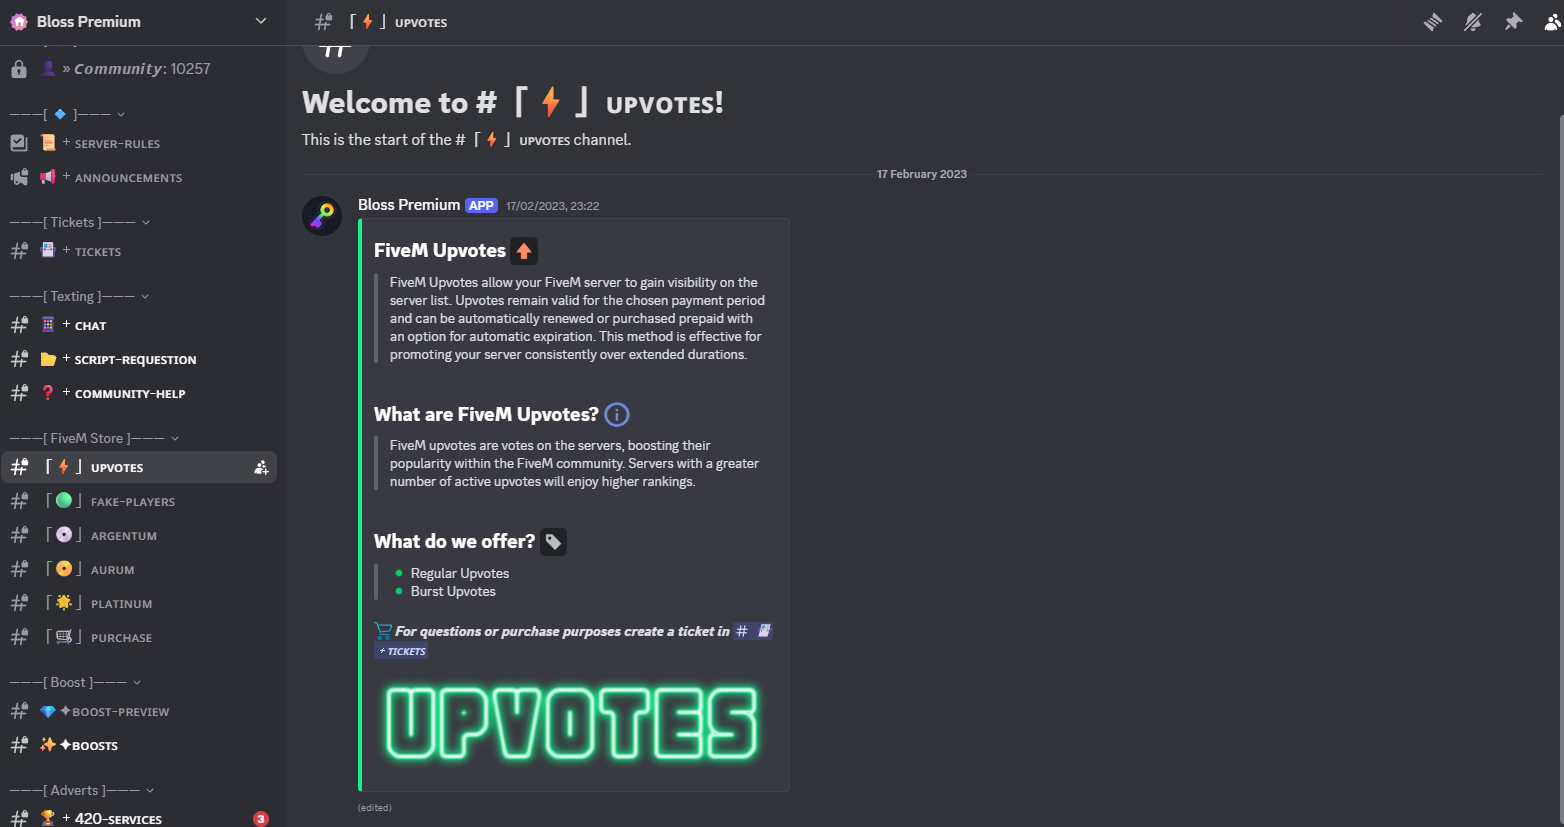 Bloss Premium
» Community: 10257
———[ 🔹 ]———
📜 + SERVER-RULES
📢 + ANNOUNCEMENTS
———[ Tickets ]———
+ TICKETS
———[ Texting ]———
+ CHAT
📂 + SCRIPT-REQUESTION
❓ + COMMUNITY-HELP
———[ FiveM Store ]———
「⚡」 UPVOTES
「🟢」 FAKE-PLAYERS
「」 ARGENTUM
「」 AURUM
「」 PLATINUM
「🛒」 PURCHASE
———[ Boost ]———
💎 ✦BOOST-PREVIEW
✨ ✦BOOSTS
———[ Adverts ]———
🏆 + 420-SERVICES 3
# 「⚡」 UPVOTES
Welcome to # 「⚡」 UPVOTES!
This is the start of the # 「⚡」 UPVOTES channel.
17 February 2023
Bloss Premium APP 17/02/2023, 23:22
FiveM Upvotes
FiveM Upvotes allow your FiveM server to gain visibility on the
server list. Upvotes remain valid for the chosen payment period
and can be automatically renewed or purchased prepaid with
an option for automatic expiration. This method is effective for
promoting your server consistently over extended durations.
What are FiveM Upvotes?
FiveM upvotes are votes on the servers, boosting their
popularity within the FiveM community. Servers with a greater
number of active upvotes will enjoy higher rankings.
What do we offer?
Regular Upvotes
Burst Upvotes
For questions or purchase purposes create a ticket in #
+ TICKETS
UPVOTES
(edited)